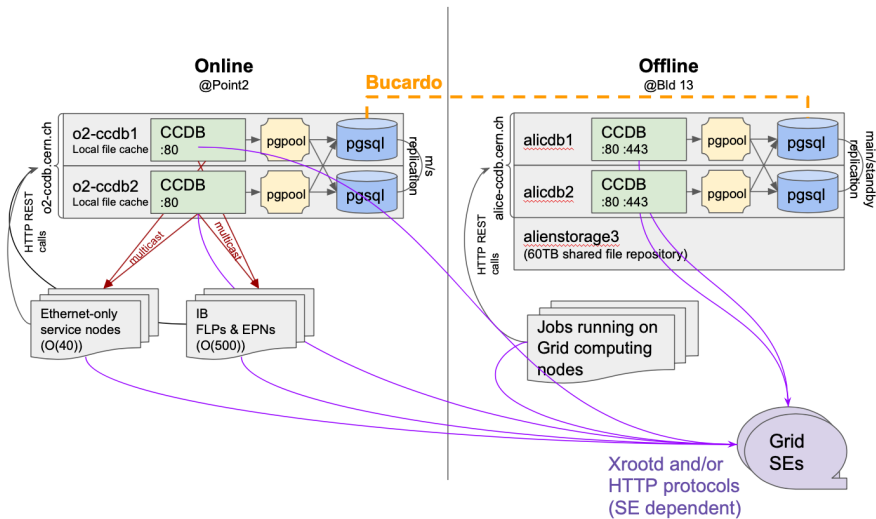 Online
@Point2
Offline
@Bld 13
Bucardo
o2-ccdb.cern.ch
o2-ccdb1
Local file cache
CCDB
:80
pgpool
pgsql
o2-ccdb2
Local file cache
CCDB
:80
pgpool
pgsql
m/s
replication
HTTP REST
calls
multicast
multicast
Ethernet-only
service nodes
(O(40))
IB
FLPs & EPNs
(O(500))
alice-ccdb.cern.ch
alicdb1
CCDB
:80 :443
pgpool
pgsql
alicdb2
CCDB
:80 :443
pgpool
pgsql
main/standby
replication
alienstorage3
(60TB shared file repository)
HTTP REST
calls
Jobs running on
Grid computing
nodes
Grid
SEs
Xrootd and/or
HTTP protocols
(SE dependent)